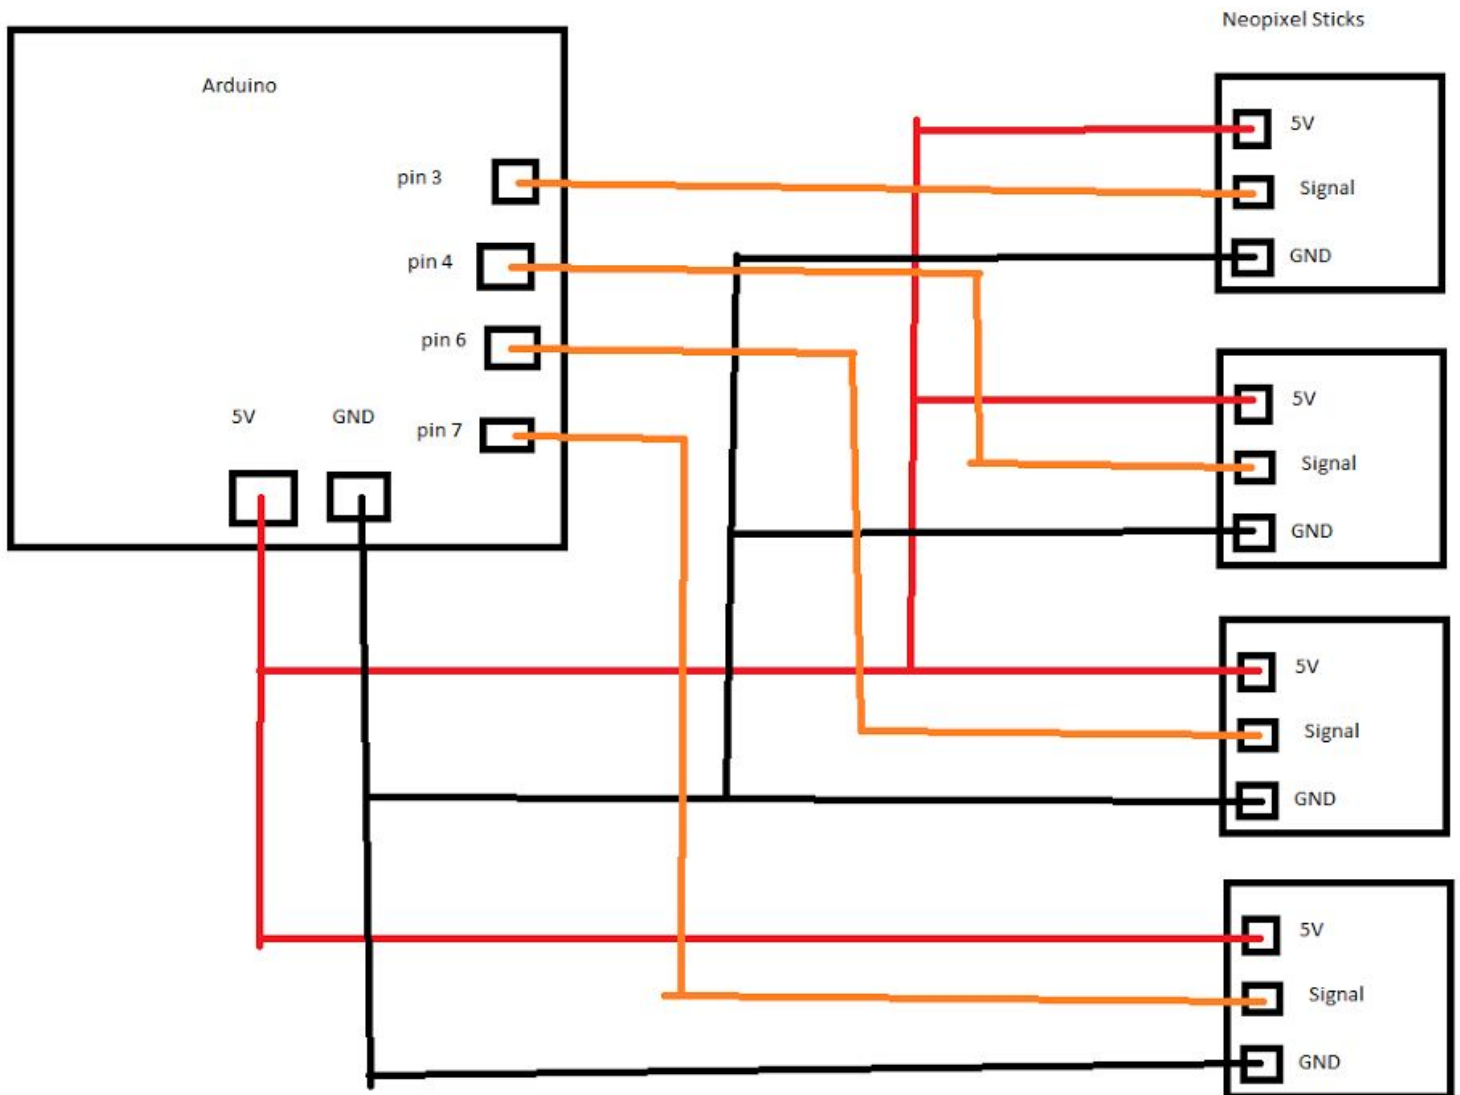 Neopixel Sticks
Arduino
pin 3
pin 4
pin 6
pin 7
5V
GND
5V
Signal
GND
5V
Signal
GND
5V
Signal
GND
5V
Signal
GND